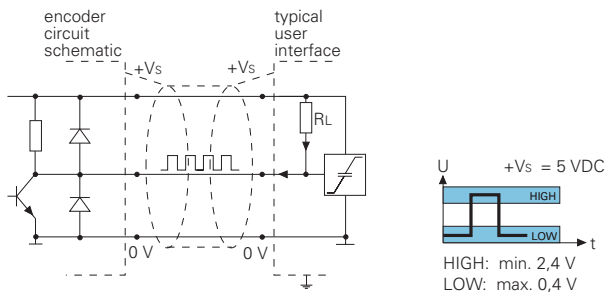 encoder
circuit
schematic
typical
user
interface
+Vs
+Vs
RL
0 V
0 V
U
+Vs = 5 VDC
HIGH
LOW
t
HIGH: min. 2,4 V
LOW: max. 0,4 V